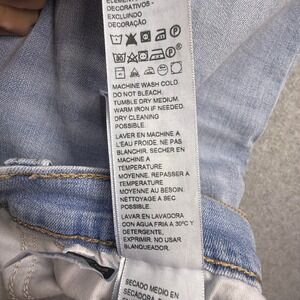 DECORATIVOS -
EXCLUINDO
DECORAÇÃO
MACHINE WASH COLD.
DO NOT BLEACH.
TUMBLE DRY MEDIUM.
WARM IRON IF NEEDED.
DRY CLEANING
POSSIBLE.
LAVER EN MACHINE A
L'EAU FROIDE. NE PAS
BLANCHIR. SECHER EN
MACHINE A
TEMPERATURE
MOYENNE. REPASSER A
TEMPERATURE
MOYENNE AU BESOIN.
NETTOYAGE A SEC
POSSIBLE.
LAVAR EN LAVADORA
CON AGUA FRIA A 30ºC Y
DETERGENTE.
EXPRIMIR. NO USAR
BLANQUEADOR.
SECADO MEDIO EN